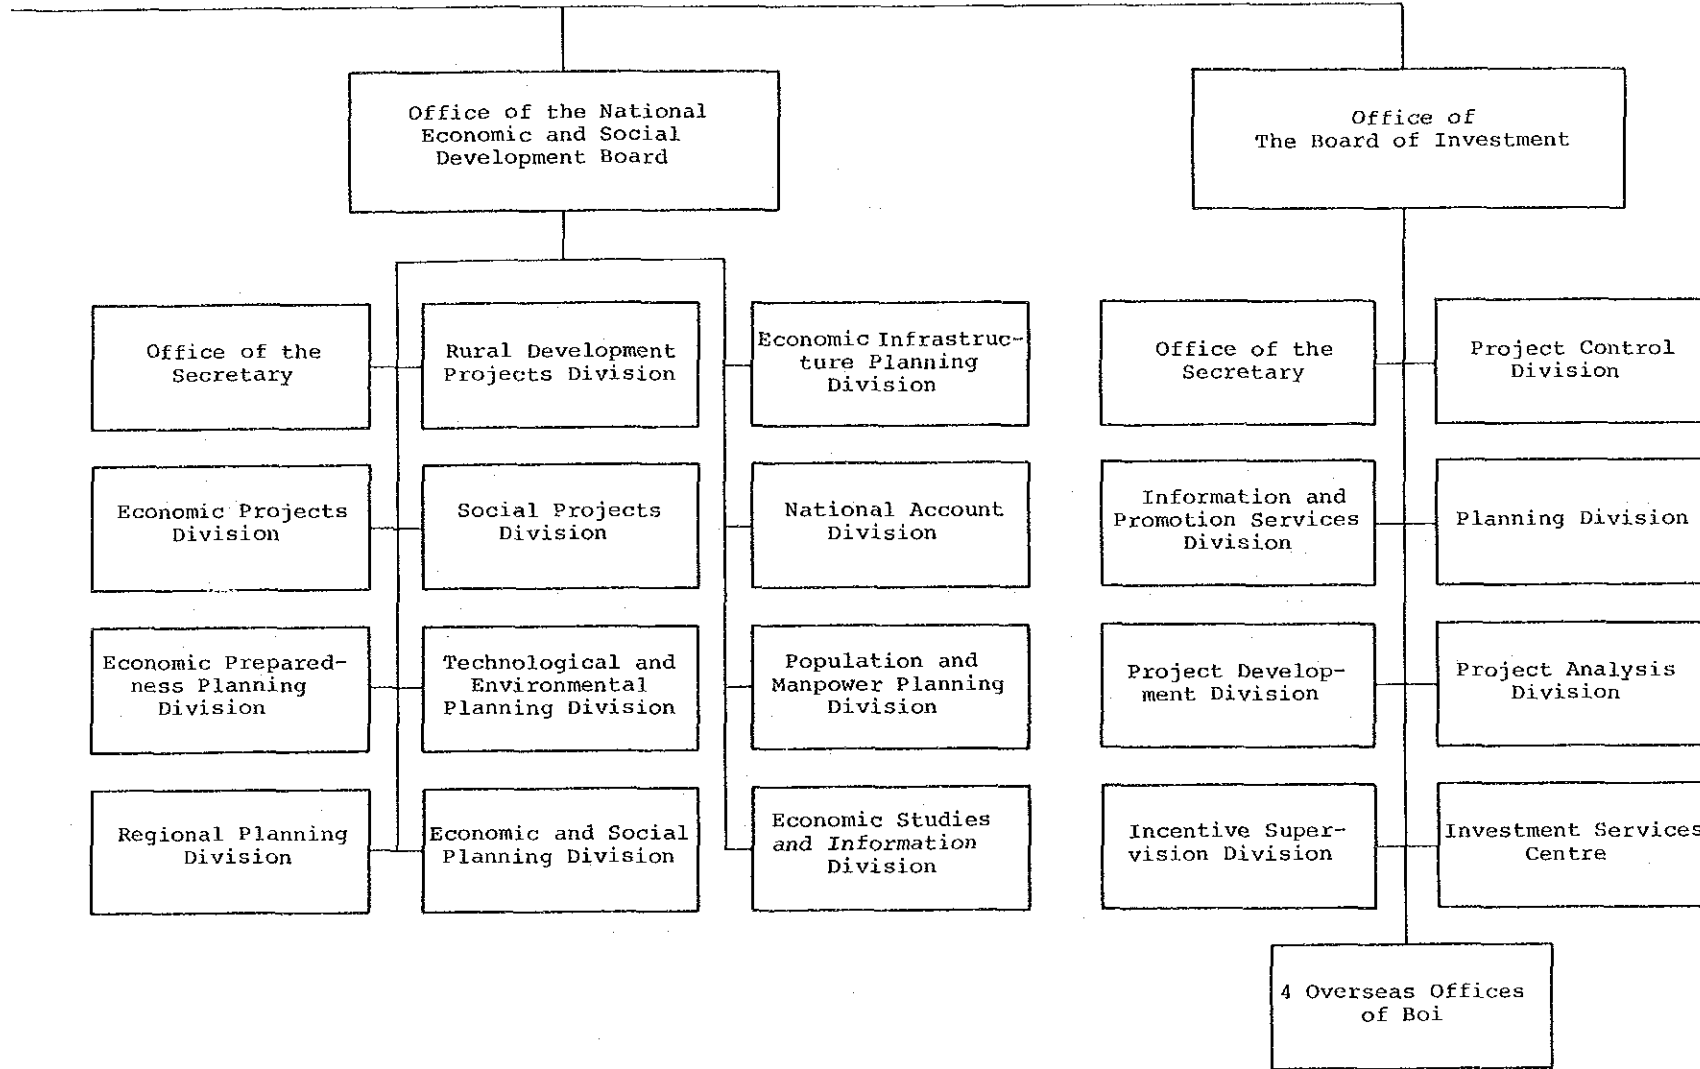 Office of the National
Economic and Social
Development Board
Office of
The Board of Investment
Office of the
Secretary
Rural Development
Projects Division
Economic Infrastruc-
ture Planning
Division
Office of the
Secretary
Project Control
Division
Economic Projects
Division
Social Projects
Division
National Account
Division
Information and
Promotion Services
Division
Planning Division
Economic Prepared-
ness Planning
Division
Technological and
Environmental
Planning Division
Population and
Manpower Planning
Division
Project Develop-
ment Division
Project Analysis
Division
Regional Planning
Division
Economic and Social
Planning Division
Economic Studies
and Information
Division
Incentive Super-
vision Division
Investment Services
Centre
4 Overseas Offices
of Boi